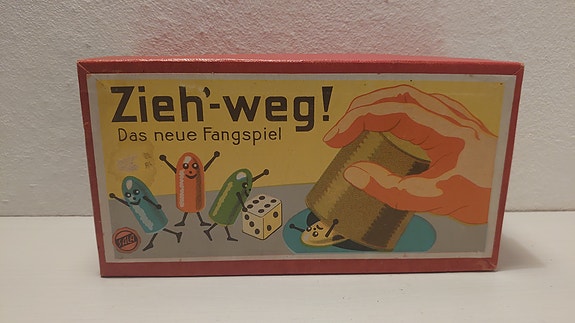 Zieh'-weg!
Das neue Fangspiel